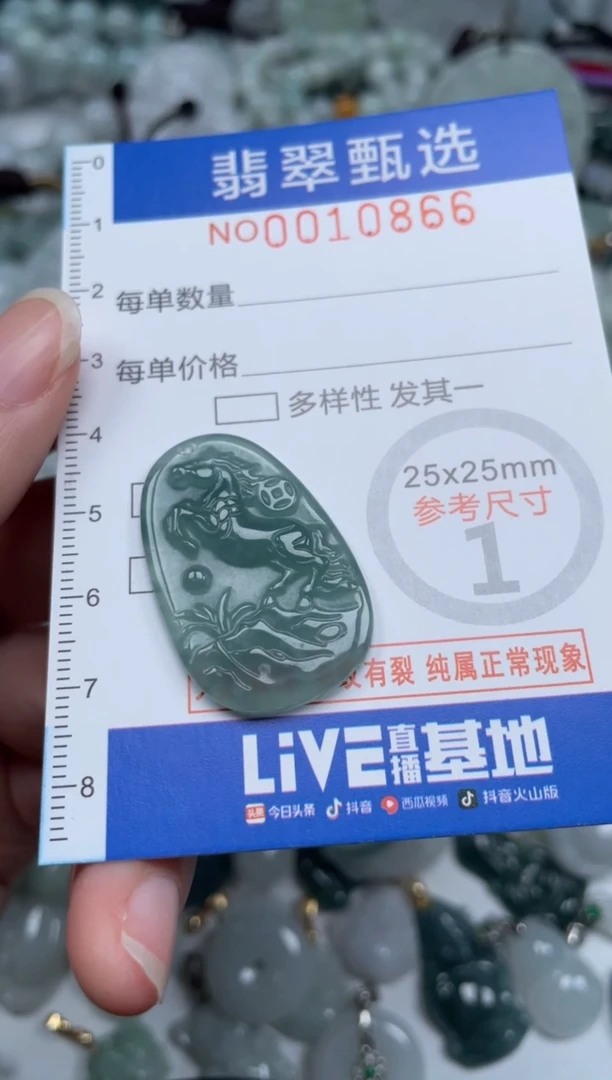 翡翠甄选
NO0010866
0
1
2
3
4
5
6
7
8
每单数量
每单价格
多样性 发其一
25x25mm
参考尺寸
1
有裂 纯属正常现象
LiVE直播基地
头条 今日头条 抖音 西瓜视频 抖音火山版